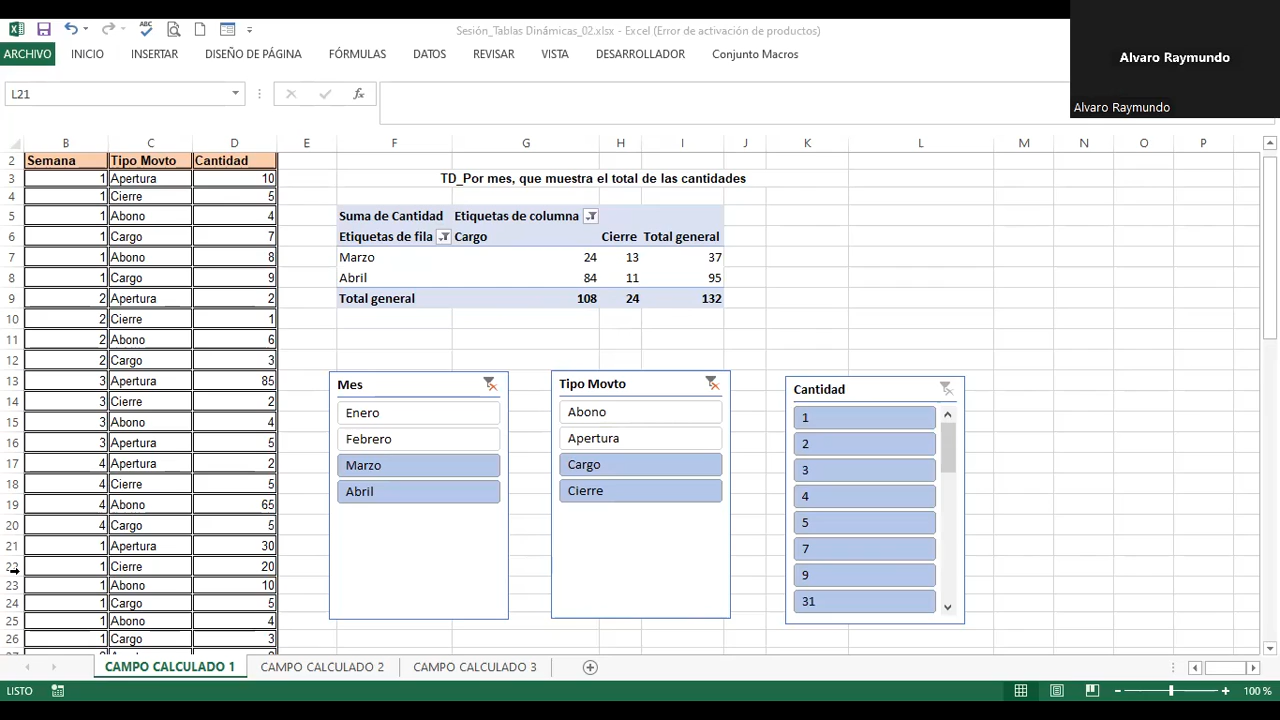 Sesión_Tablas Dinámicas_02.xlsx - Excel (Error de activación de productos)
Alvaro Raymundo
Alvaro Raymundo
ARCHIVO INICIO INSERTAR DISEÑO DE PÁGINA FÓRMULAS DATOS REVISAR VISTA DESARROLLADOR Conjunto Macros
L21 fx
B C D E F G H I J K L M N O P
2 Semana Tipo Movto Cantidad
3 1 Apertura 10 TD_Por mes, que muestra el total de las cantidades
4 1 Cierre 5
5 1 Abono 4 Suma de Cantidad Etiquetas de columna
6 1 Cargo 7 Etiquetas de fila Cargo Cierre Total general
7 1 Abono 8 Marzo 24 13 37
8 1 Cargo 9 Abril 84 11 95
9 2 Apertura 2 Total general 108 24 132
10 2 Cierre 1
11 2 Abono 6
12 2 Cargo 3
13 3 Apertura 85
14 3 Cierre 2
15 3 Abono 4
16 3 Apertura 5
17 4 Apertura 2
18 4 Cierre 5
19 4 Abono 65
20 4 Cargo 5
21 1 Apertura 30
22 1 Cierre 20
23 1 Abono 10
24 1 Cargo 5
25 1 Abono 4
26 1 Cargo 3
Mes
Enero
Febrero
Marzo
Abril
Tipo Movto
Abono
Apertura
Cargo
Cierre
Cantidad
1
2
3
4
5
7
9
31
CAMPO CALCULADO 1 CAMPO CALCULADO 2 CAMPO CALCULADO 3
LISTO 100 %